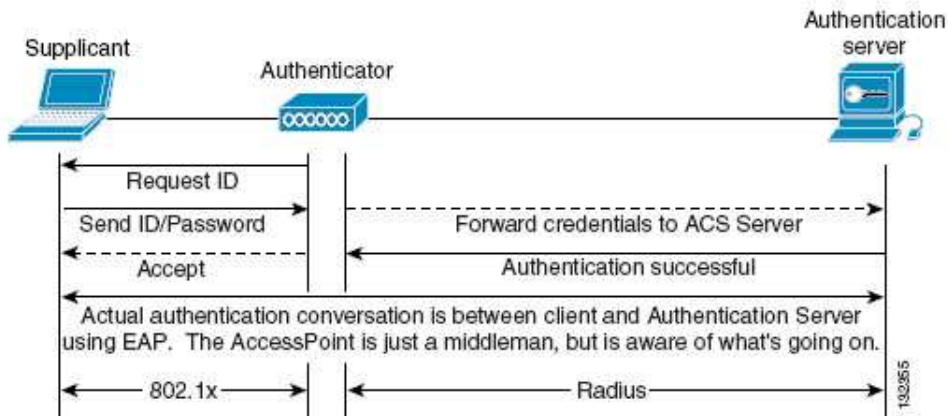 Supplicant
Authenticator
Authentication
server
Request ID
Send ID/Password
Forward credentials to ACS Server
Accept
Authentication successful
Actual authentication conversation is between client and Authentication Server
using EAP. The AccessPoint is just a middleman, but is aware of what's going on.
802.1x
Radius
132355